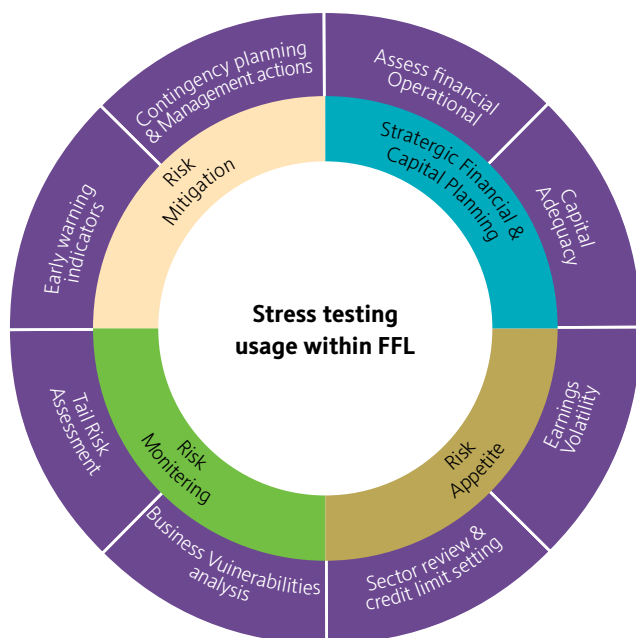 Contingency planning
& Management actions
Assess financial
Operational
Capital
Adequacy
Earnings
Volatility
Sector review &
credit limit setting
Business Vulnerabilities
analysis
Tail Risk
Assessment
Early warning
indicators
Risk
Mitigation
Stratergic Financial &
Capital Planning
Risk
Appetite
Risk
Monitering
Stress testing
usage within FFL